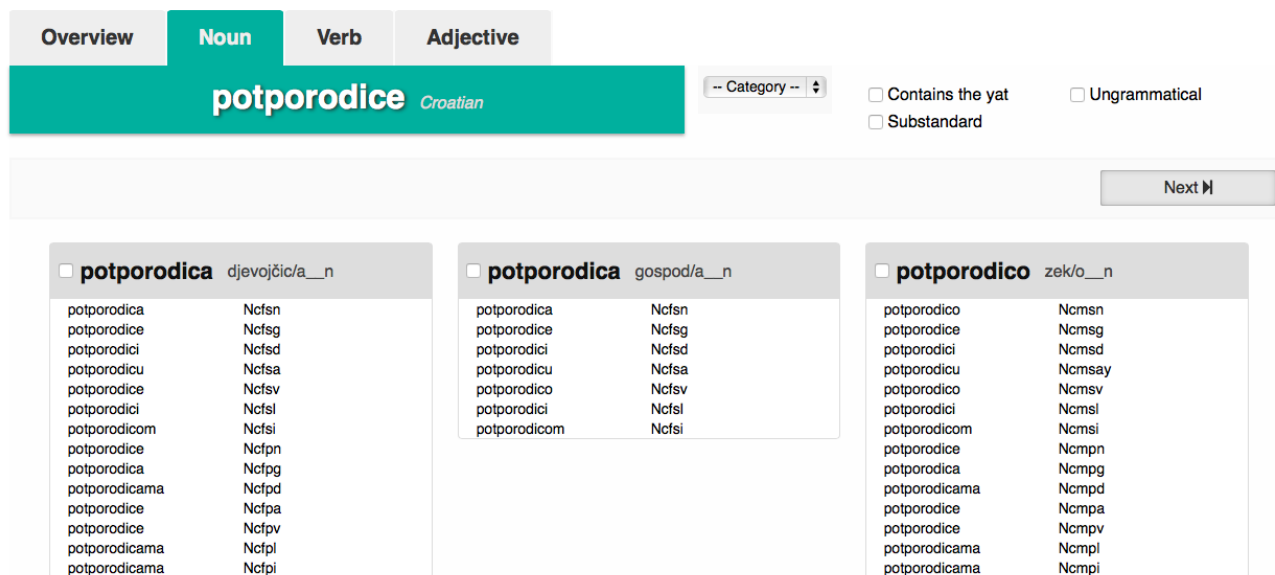 Overview Noun Verb Adjective
potporodice Croatian
-- Category --
Contains the yat Ungrammatical
Substandard
Next
potporodica djevojčic/a__n
potporodica Ncfsn
potporodice Ncfsg
potporodici Ncfsd
potporodicu Ncfsa
potporodice Ncfsv
potporodici Ncfsl
potporodicom Ncfsi
potporodice Ncfpn
potporodica Ncfpg
potporodicama Ncfpd
potporodice Ncfpa
potporodice Ncfpv
potporodicama Ncfpl
potporodicama Ncfpi
potporodica gospod/a__n
potporodica Ncfsn
potporodice Ncfsg
potporodici Ncfsd
potporodicu Ncfsa
potporodico Ncfsv
potporodici Ncfsl
potporodicom Ncfsi
potporodico zek/o__n
potporodico Ncmsn
potporodice Ncmsg
potporodici Ncmsd
potporodicu Ncmsay
potporodico Ncmsv
potporodici Ncmsl
potporodicom Ncmsi
potporodice Ncmpn
potporodica Ncmpg
potporodicama Ncmpd
potporodice Ncmpa
potporodice Ncmpv
potporodicama Ncmpl
potporodicama Ncmpi